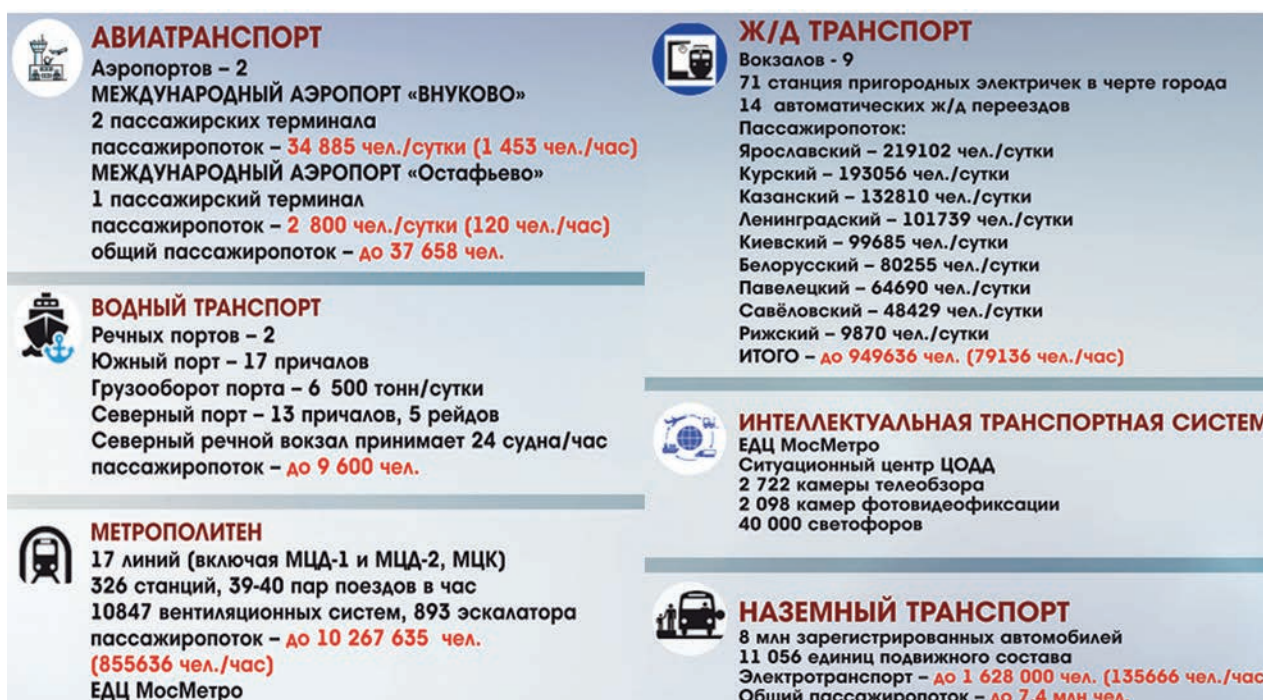 АВИАТРАНСПОРТ
Аэропортов – 2
МЕЖДУНАРОДНЫЙ АЭРОПОРТ «ВНУКОВО»
2 пассажирских терминала
пассажиропоток – 34 885 чел./сутки (1 453 чел./час)
МЕЖДУНАРОДНЫЙ АЭРОПОРТ «Остафьево»
1 пассажирский терминал
пассажиропоток – 2 800 чел./сутки (120 чел./час)
общий пассажиропоток – до 37 658 чел.
ВОДНЫЙ ТРАНСПОРТ
Речных портов – 2
Южный порт – 17 причалов
Грузооборот порта – 6 500 тонн/сутки
Северный порт – 13 причалов, 5 рейдов
Северный речной вокзал принимает 24 судна/час
пассажиропоток – до 9 600 чел.
МЕТРОПОЛИТЕН
17 линий (включая МЦД-1 и МЦД-2, МЦК)
326 станций, 39-40 пар поездов в час
10847 вентиляционных систем, 893 эскалатора
пассажиропоток – до 10 267 635 чел.
(855636 чел./час)
ЕДЦ МосМетро
Ж/Д ТРАНСПОРТ
Вокзалов - 9
71 станция пригородных электричек в черте города
14 автоматических ж/д переездов
Пассажиропоток:
Ярославский – 219102 чел./сутки
Курский – 193056 чел./сутки
Казанский – 132810 чел./сутки
Ленинградский – 101739 чел./сутки
Киевский – 99685 чел./сутки
Белорусский – 80255 чел./сутки
Павелецкий – 64690 чел./сутки
Савёловский – 48429 чел./сутки
Рижский – 9870 чел./сутки
ИТОГО – до 949636 чел. (79136 чел./час)
ИНТЕЛЛЕКТУАЛЬНАЯ ТРАНСПОРТНАЯ СИСТЕМ
ЕДЦ МосМетро
Ситуационный центр ЦОДД
2 722 камеры телеобзора
2 098 камер фотовидеофиксации
40 000 светофоров
НАЗЕМНЫЙ ТРАНСПОРТ
8 млн зарегистрированных автомобилей
11 056 единиц подвижного состава
Электротранспорт – до 1 628 000 чел. (135666 чел./час
Общий пассажиропоток – до 7,4 млн чел.